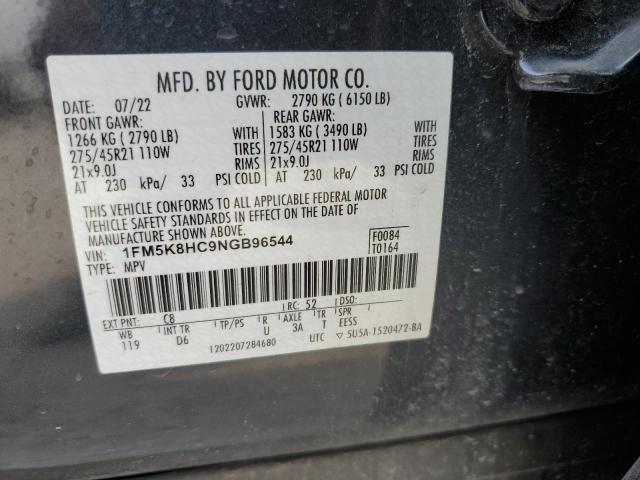 MFD. BY FORD MOTOR CO.
DATE: 07/22 GVWR: 2790 KG ( 6150 LB)
FRONT GAWR: REAR GAWR:
1266 KG ( 2790 LB) WITH 1583 KG ( 3490 LB) WITH
275/45R21 110W TIRES 275/45R21 110W TIRES
21x9.0J RIMS 21x9.0J RIMS
AT 230 kPa/ 33 PSI COLD AT 230 kPa/ 33 PSI COLD
THIS VEHICLE CONFORMS TO ALL APPLICABLE FEDERAL MOTOR
VEHICLE SAFETY STANDARDS IN EFFECT ON THE DATE OF
MANUFACTURE SHOWN ABOVE.
VIN: 1FM5K8HC9NGB96544 F0084
TYPE: MPV T0164
EXT PNT: C8 RC: 52 DSO:
WB INT TR TP/PS R AXLE TR SPR
119 D6 U 3A T EESS
1202207284680 UTC ▽ 5U5A-1520472-BA